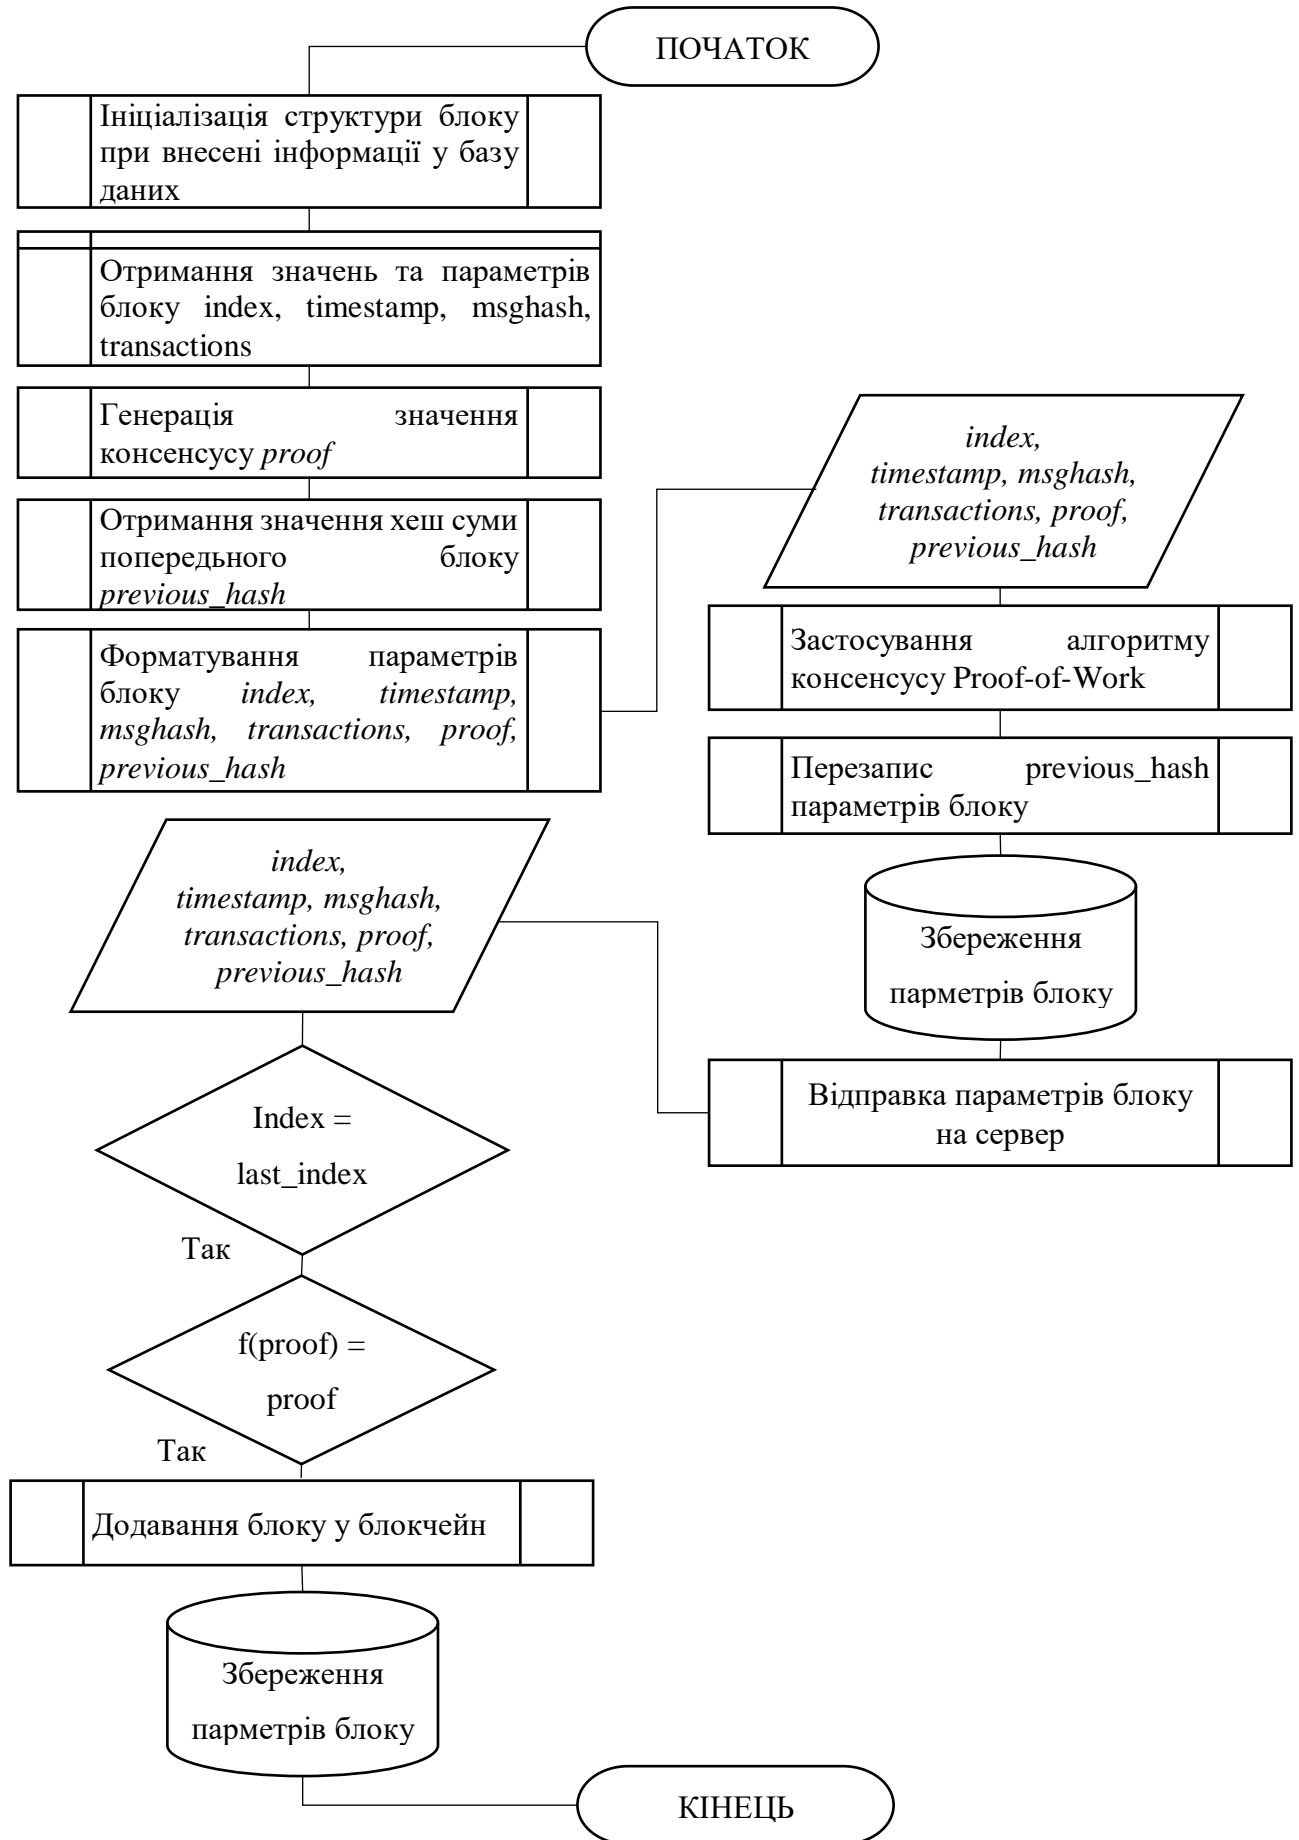 ПОЧАТОК
Ініціалізація структури блоку
при внесені інформації у базу
даних
Отримання значень та параметрів
блоку index, timestamp, msghash,
transactions
Генерація значення
консенсусу proof
Отримання значення хеш суми
попередьного блоку
previous_hash
Форматування параметрів
блоку index, timestamp,
msghash, transactions, proof,
previous_hash
index,
timestamp, msghash,
transactions, proof,
previous_hash
Застосування алгоритму
консенсусу Proof-of-Work
Перезапис previous_hash
параметрів блоку
Збереження
парметрів блоку
Відправка параметрів блоку
на сервер
index,
timestamp, msghash,
transactions, proof,
previous_hash
Index =
last_index
Так
f(proof) =
proof
Так
Додавання блоку у блокчейн
Збереження
парметрів блоку
КІНЕЦЬ